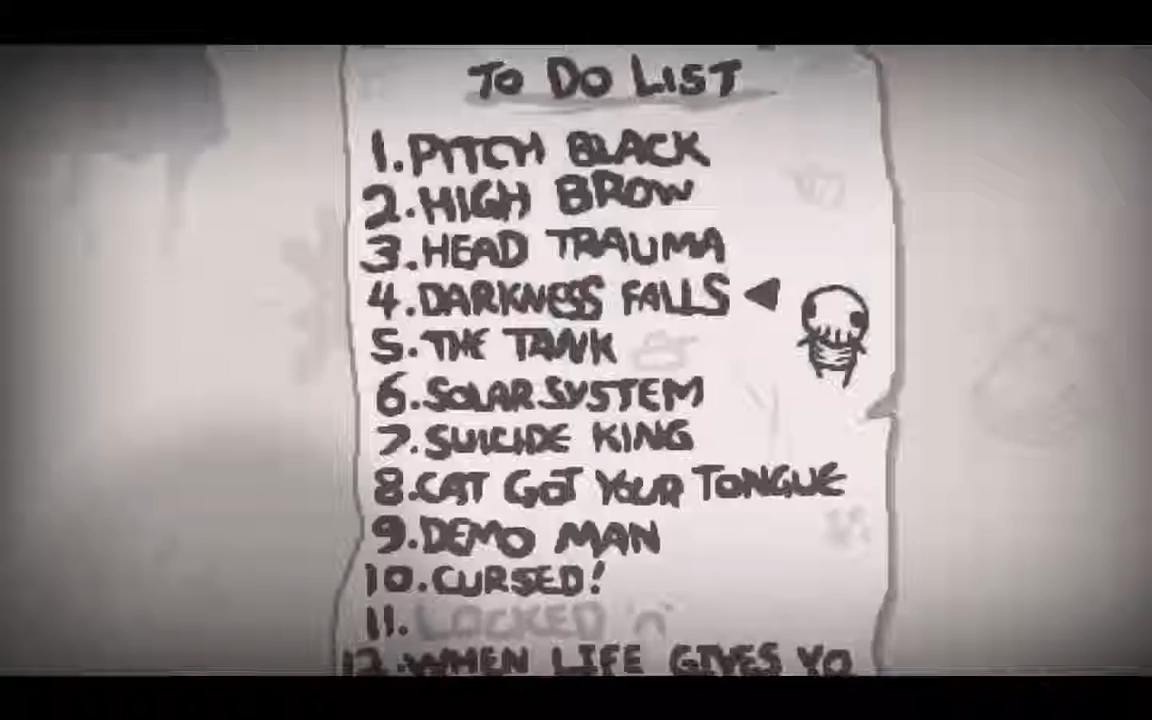 TO DO LIST
1.PITCH BLACK
2.HIGH BROW
3.HEAD TRAUMA
4.DARKNESS FALLS
5.THE TANK
6.SOLAR SYSTEM
7.SUICIDE KING
8.CAT GOT YOUR TONGUE
9.DEMO MAN
10.CURSED!
11.LOCKED 'n'
12.WHEN LIFE GIVES YO